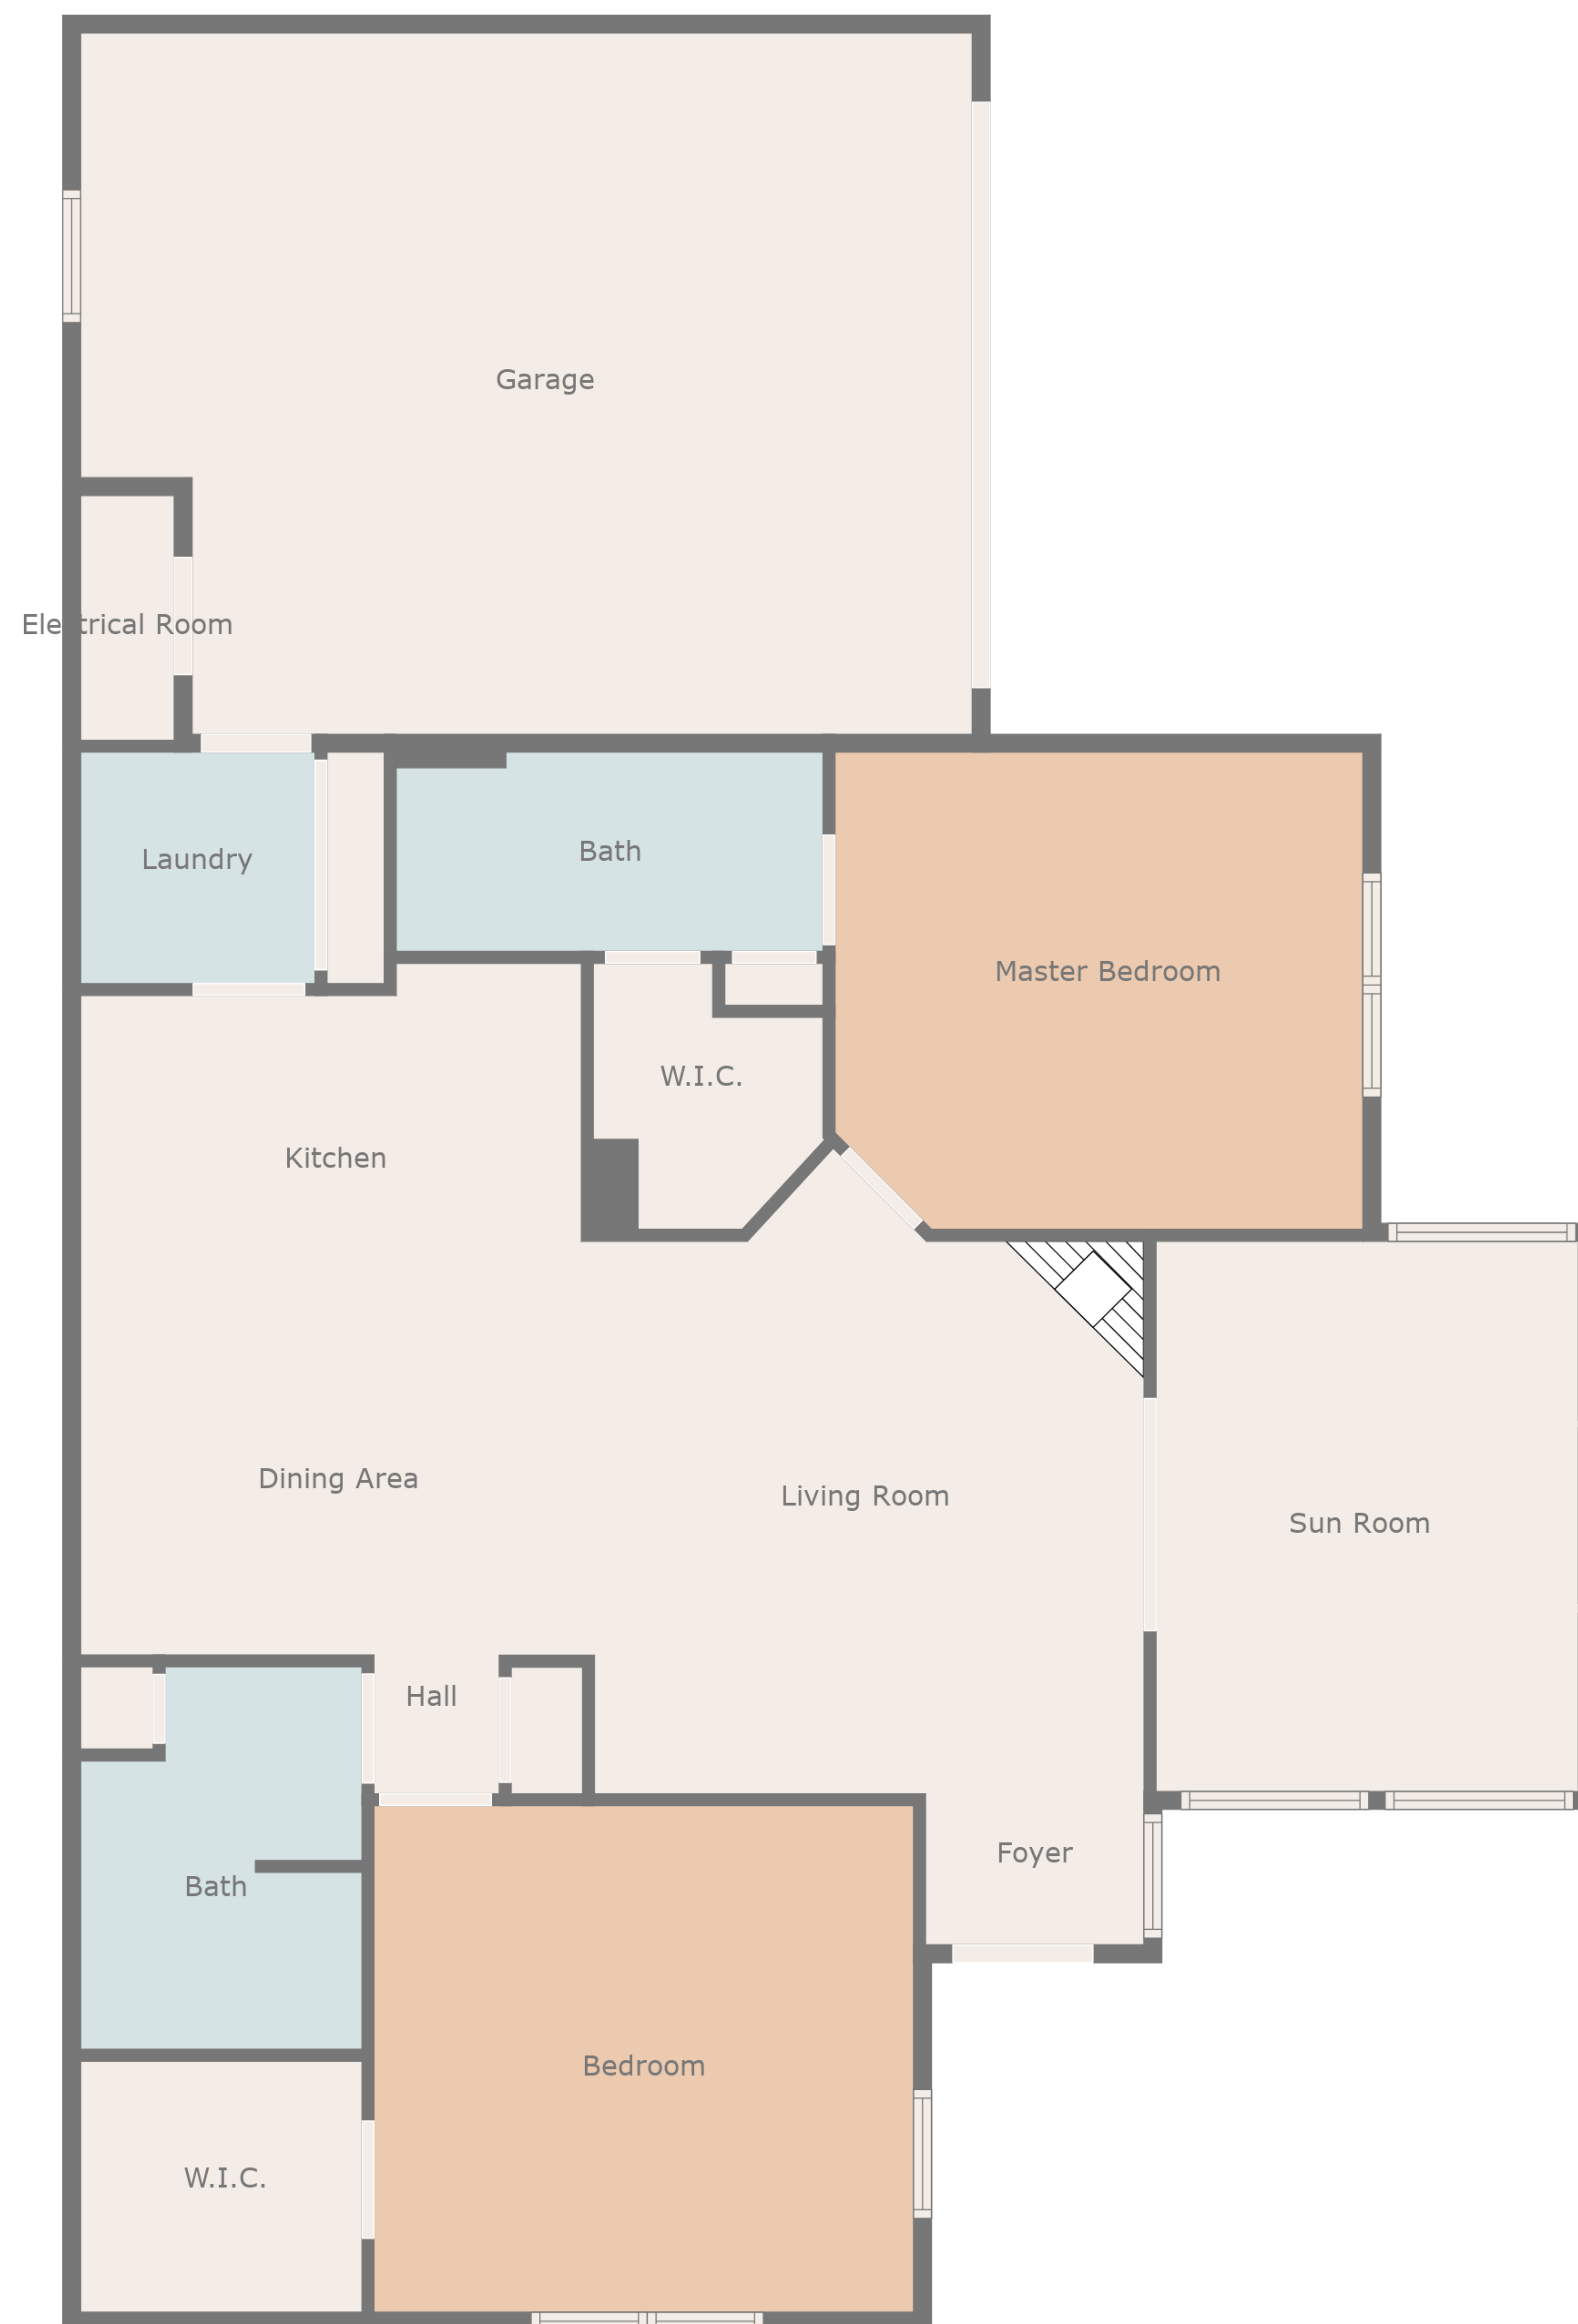 Garage
Electrical Room
Laundry
Bath
Master Bedroom
W.I.C.
Kitchen
Dining Area
Living Room
Sun Room
Hall
Foyer
Bath
Bedroom
W.I.C.